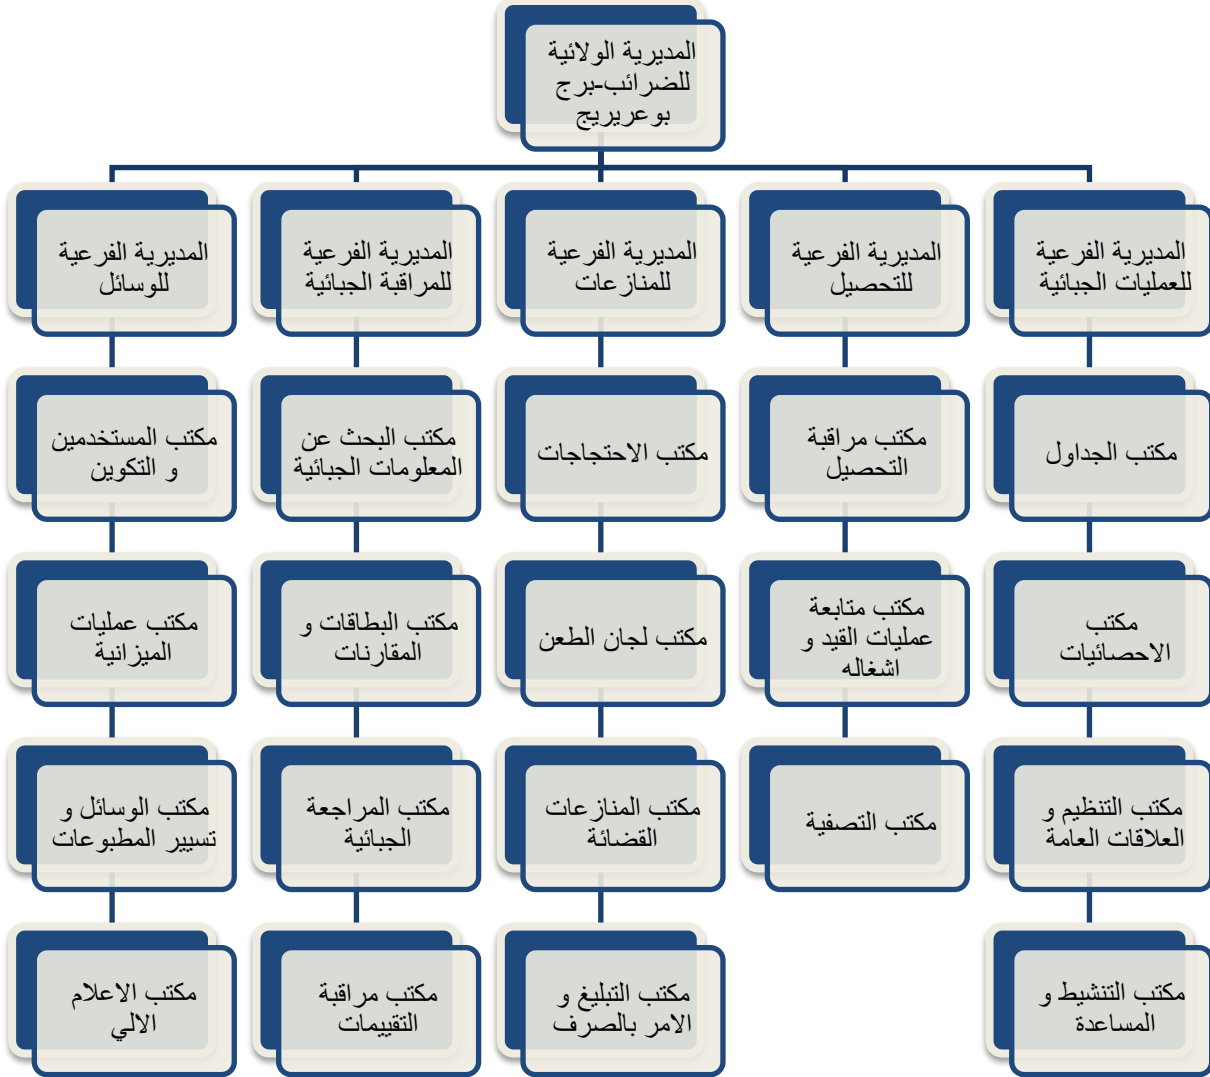 المديرية الولائية
للضرائب-برج
بوعريريج
المديرية الفرعية
للعمليات الجبائية
المديرية الفرعية
للتحصيل
المديرية الفرعية
للمنازعات
المديرية الفرعية
للمراقبة الجبائية
المديرية الفرعية
للوسائل
مكتب الجداول
مكتب مراقبة
التحصيل
مكتب الاحتجاجات
مكتب البحث عن
المعلومات الجبائية
مكتب المستخدمين
و التكوين
مكتب
الاحصائيات
مكتب متابعة
عمليات القيد و
اشغاله
مكتب لجان الطعن
مكتب البطاقات و
المقارنات
مكتب عمليات
الميزانية
مكتب التنظيم و
العلاقات العامة
مكتب التصفية
مكتب المنازعات
القضائة
مكتب المراجعة
الجبائية
مكتب الوسائل و
تسيير المطبوعات
مكتب التنشيط و
المساعدة
مكتب التبليغ و
الامر بالصرف
مكتب مراقبة
التقييمات
مكتب الاعلام
الالي